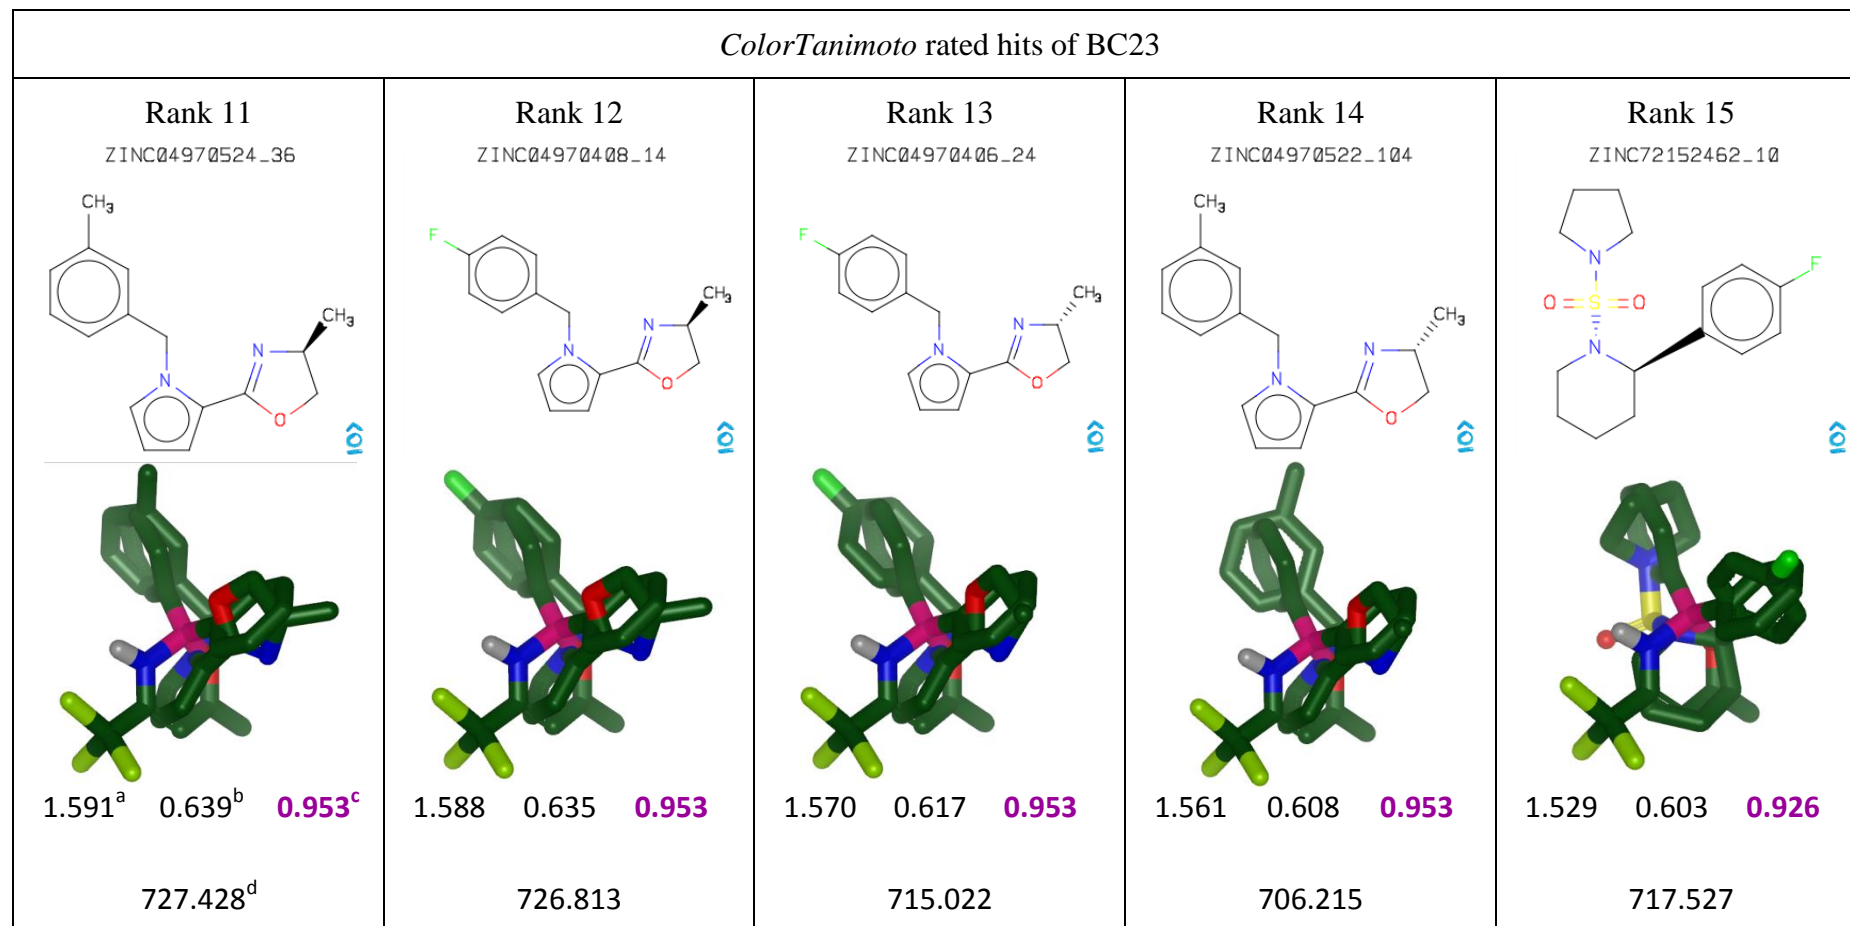 ColorTanimoto rated hits of BC23
Rank 11 Rank 12 Rank 13 Rank 14 Rank 15
ZINC04970524_36 ZINC04970408_14 ZINC04970406_24 ZINC04970522_104 ZINC72152462_10
CH3 CH3 N N O
F CH3 N N O
F CH3 N N O
CH3 CH3 N N O
N O S O N F
1.591a 0.639b 0.953c 1.588 0.635 0.953 1.570 0.617 0.953 1.561 0.608 0.953 1.529 0.603 0.926
727.428d 726.813 715.022 706.215 717.527